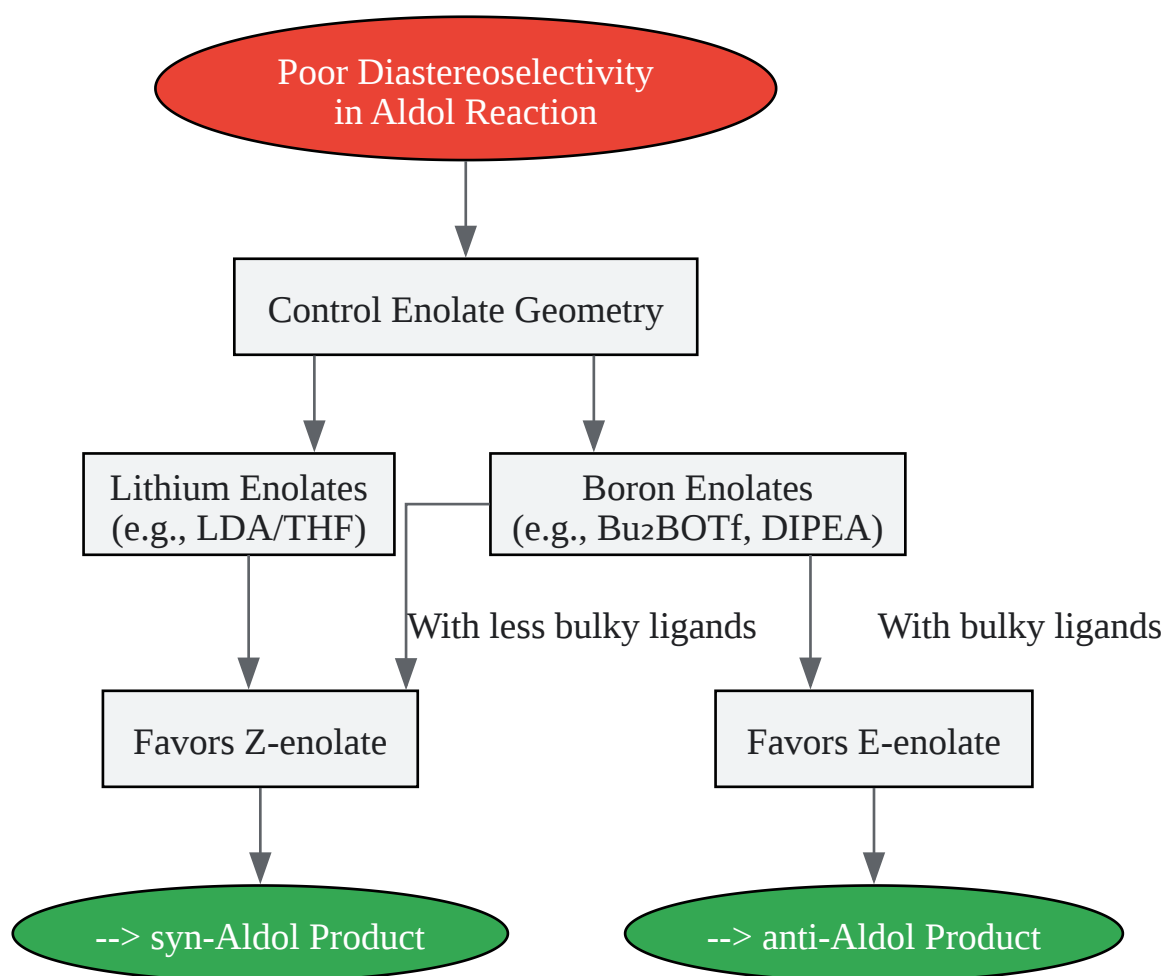 Poor Diastereoselectivity
in Aldol Reaction
Control Enolate Geometry
Lithium Enolates
(e.g., LDA/THF)
Boron Enolates
(e.g., Bu₂BOTf, DIPEA)
With less bulky ligands
With bulky ligands
Favors Z-enolate
Favors E-enolate
--> syn-Aldol Product
--> anti-Aldol Product